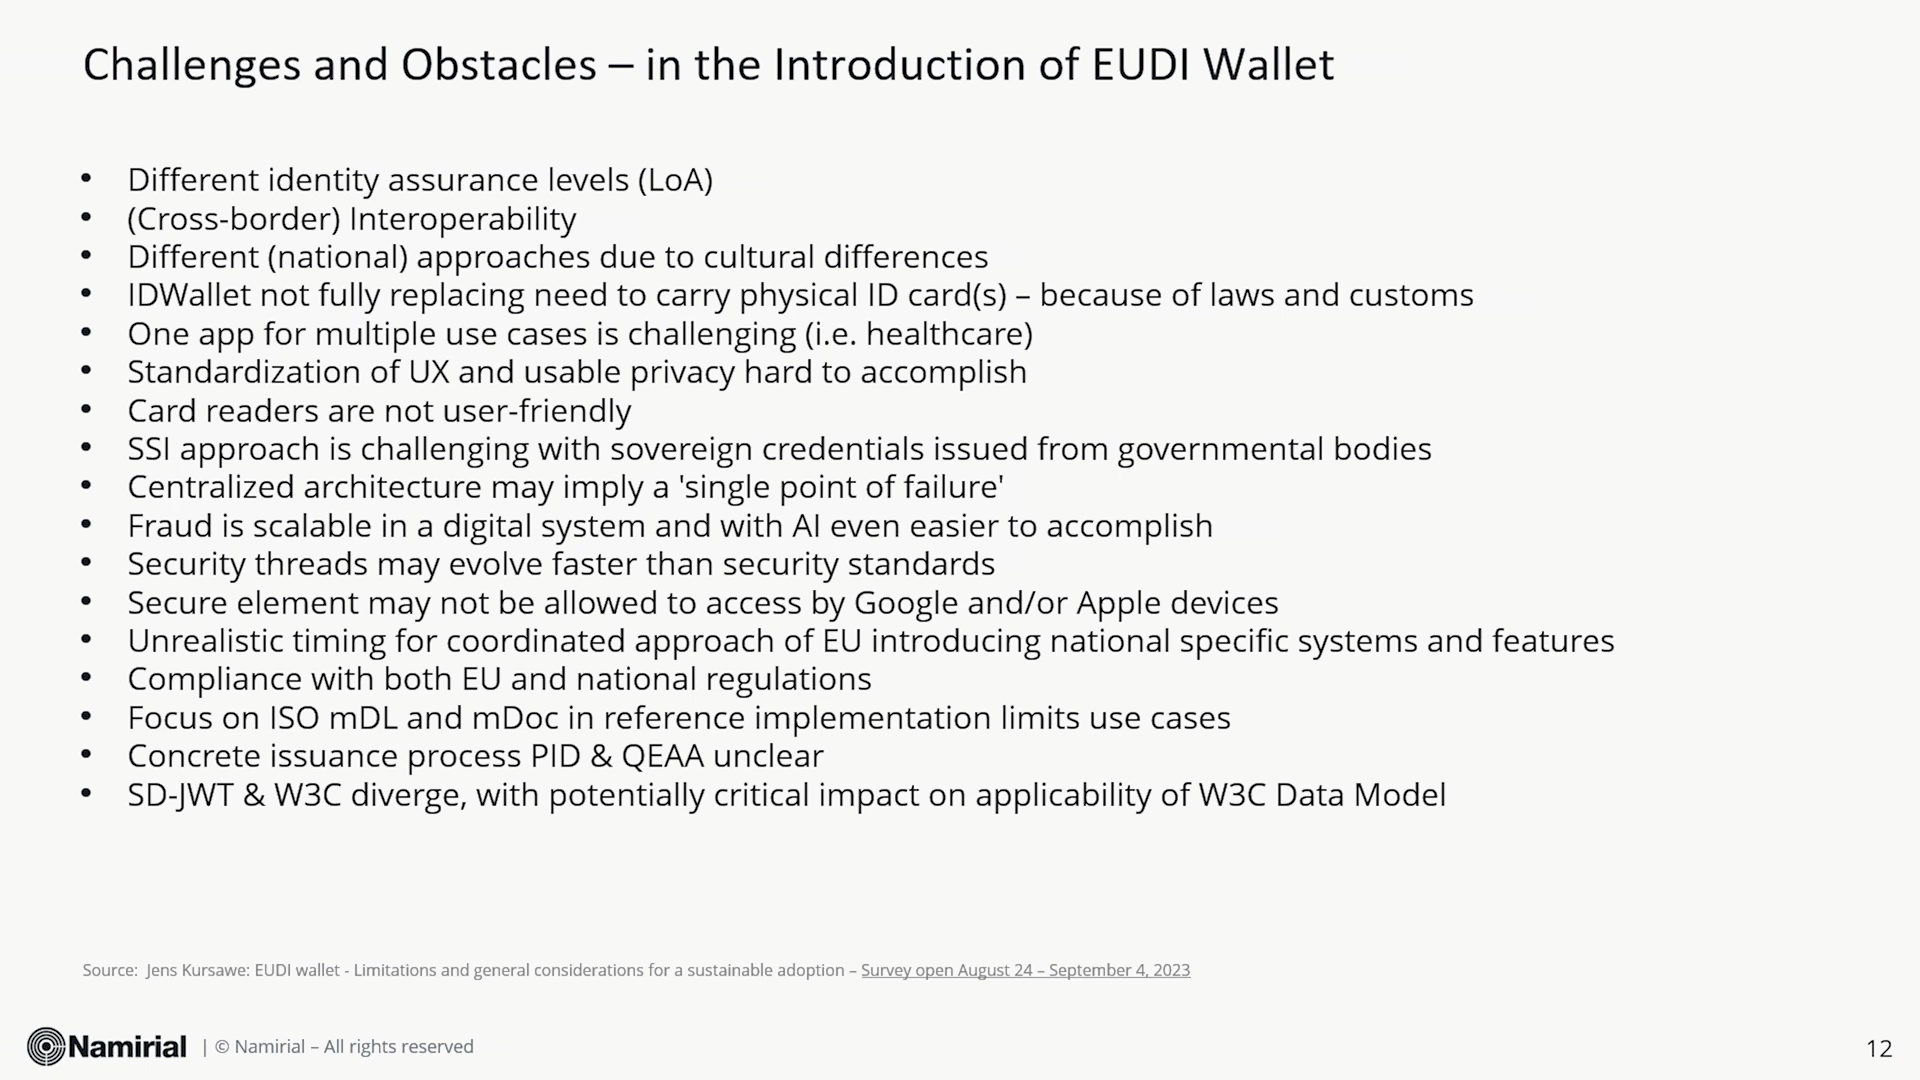 Challenges and Obstacles – in the Introduction of EUDI Wallet
• Different identity assurance levels (LoA)
• (Cross-border) Interoperability
• Different (national) approaches due to cultural differences
• IDWallet not fully replacing need to carry physical ID card(s) – because of laws and customs
• One app for multiple use cases is challenging (i.e. healthcare)
• Standardization of UX and usable privacy hard to accomplish
• Card readers are not user-friendly
• SSI approach is challenging with sovereign credentials issued from governmental bodies
• Centralized architecture may imply a 'single point of failure'
• Fraud is scalable in a digital system and with AI even easier to accomplish
• Security threads may evolve faster than security standards
• Secure element may not be allowed to access by Google and/or Apple devices
• Unrealistic timing for coordinated approach of EU introducing national specific systems and features
• Compliance with both EU and national regulations
• Focus on ISO mDL and mDoc in reference implementation limits use cases
• Concrete issuance process PID & QEAA unclear
• SD-JWT & W3C diverge, with potentially critical impact on applicability of W3C Data Model
Source: Jens Kursawe: EUDI wallet - Limitations and general considerations for a sustainable adoption – Survey open August 24 – September 4, 2023
Namirial | © Namirial – All rights reserved
12